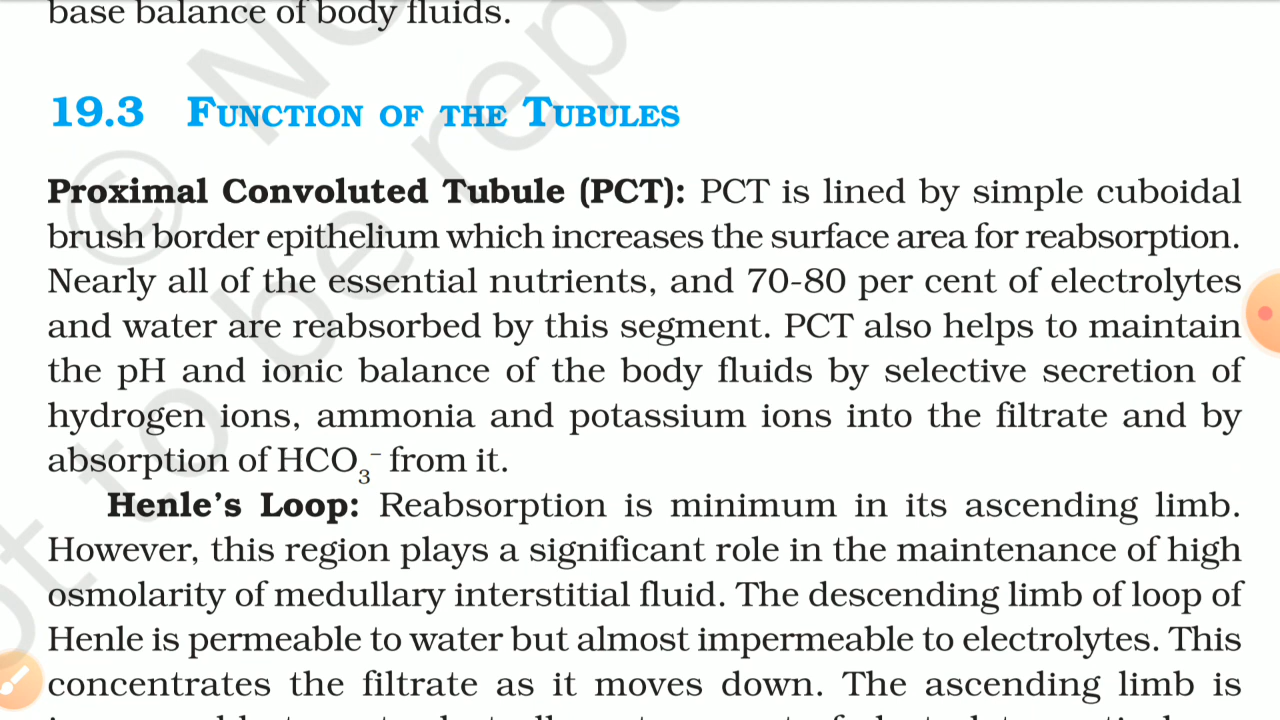 base balance of body fluids.
19.3 FUNCTION OF THE TUBULES
Proximal Convoluted Tubule (PCT): PCT is lined by simple cuboidal
brush border epithelium which increases the surface area for reabsorption.
Nearly all of the essential nutrients, and 70-80 per cent of electrolytes
and water are reabsorbed by this segment. PCT also helps to maintain
the pH and ionic balance of the body fluids by selective secretion of
hydrogen ions, ammonia and potassium ions into the filtrate and by
absorption of HCO₃⁻ from it.
Henle's Loop: Reabsorption is minimum in its ascending limb.
However, this region plays a significant role in the maintenance of high
osmolarity of medullary interstitial fluid. The descending limb of loop of
Henle is permeable to water but almost impermeable to electrolytes. This
concentrates the filtrate as it moves down. The ascending limb is